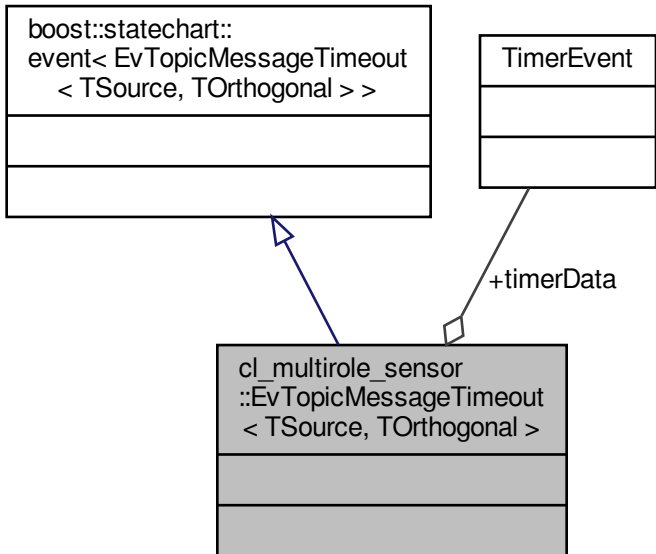 boost::statechart::
event< EvTopicMessageTimeout
< TSource, TOrthogonal > >
TimerEvent
+timerData
cl_multirole_sensor
::EvTopicMessageTimeout
< TSource, TOrthogonal >